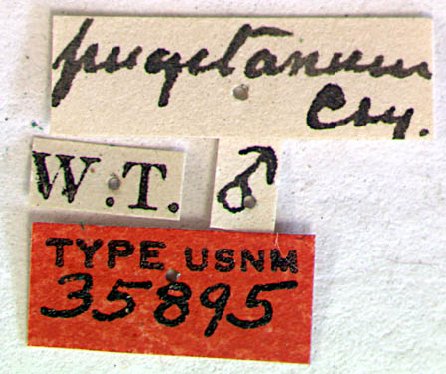 pugetanum
Csy.
W.T. ♂
TYPE USNM
35895